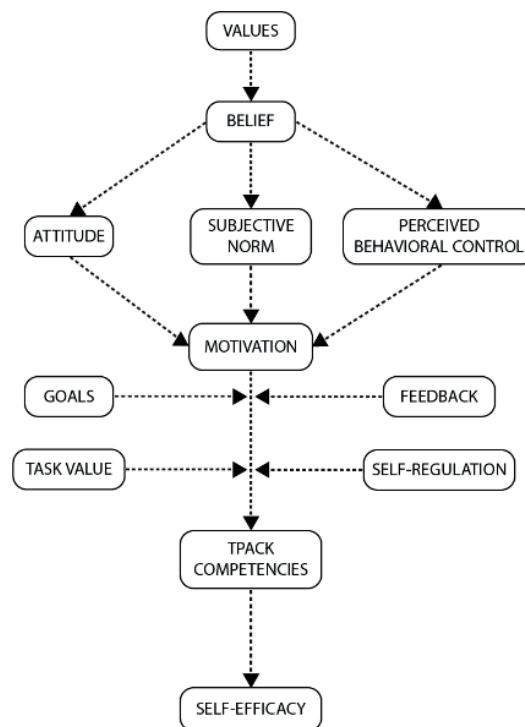 VALUES
BELIEF
ATTITUDE
SUBJECTIVE
NORM
PERCEIVED
BEHAVIORAL CONTROL
MOTIVATION
GOALS
FEEDBACK
TASK VALUE
SELF-REGULATION
TPACK
COMPETENCIES
SELF-EFFICACY